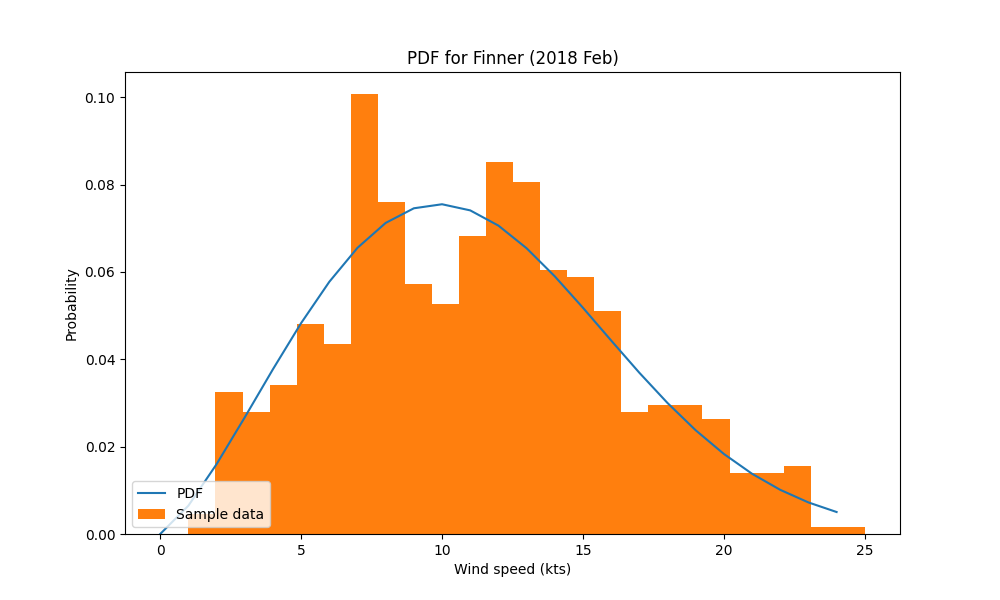 PDF for Finner (2018 Feb)
Probability
0.10
0.08
0.06
0.04
0.02
0.00
PDF
Sample data
0 5 10 15 20 25
Wind speed (kts)